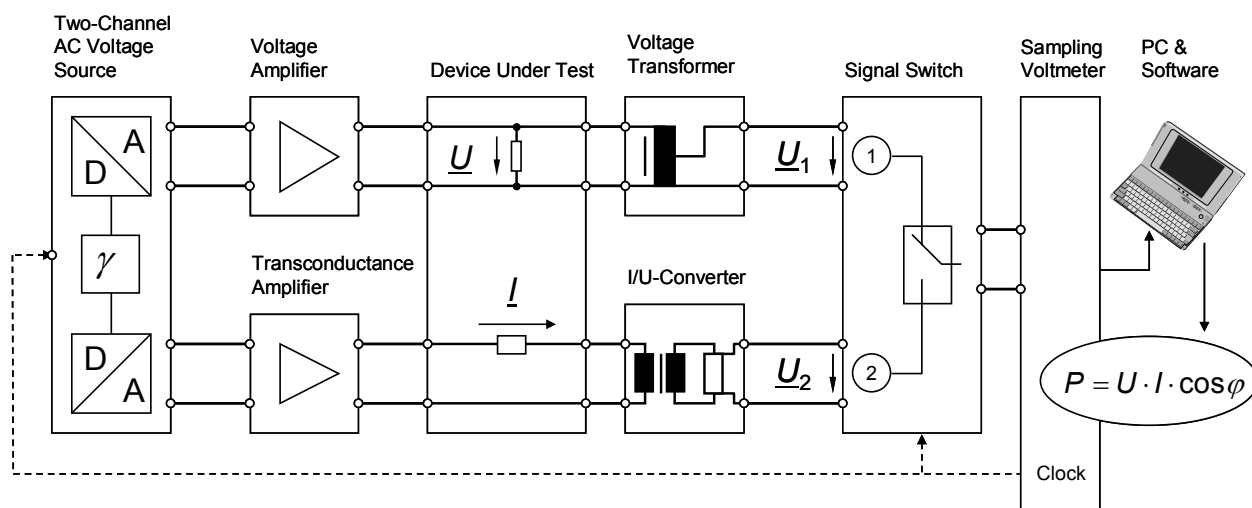 Two-Channel
AC Voltage
Source
Voltage
Amplifier
Device Under Test
Voltage
Transformer
Signal Switch
Sampling
Voltmeter
PC &
Software
A
D
U
U1
1
γ
Transconductance
Amplifier
I
I/U-Converter
D
A
U2
2
P = U · I · cosφ
Clock